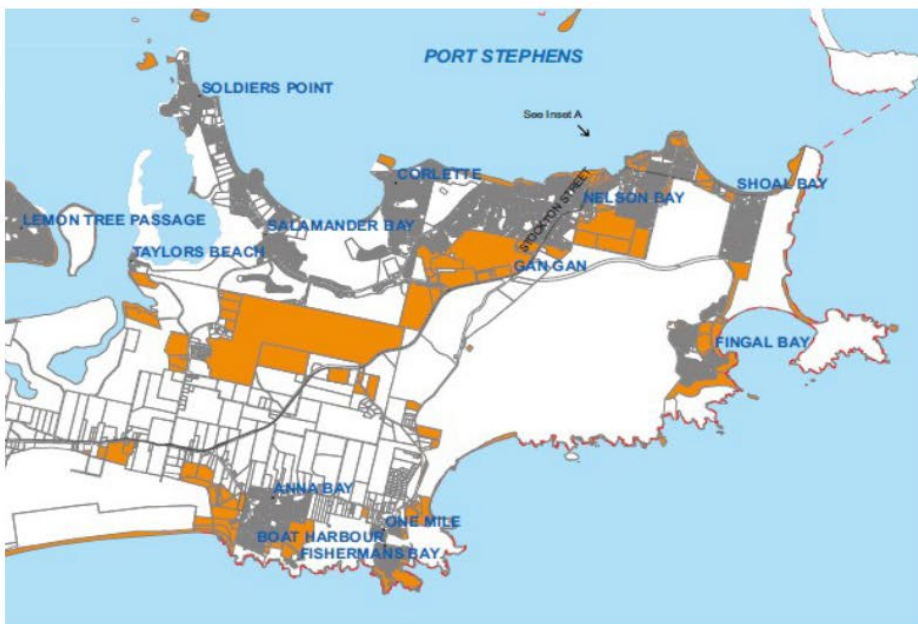 PORT STEPHENS
SOLDIERS POINT
See Inset A
CORLETTE
STOCKTON STREET
NELSON BAY
SHOAL BAY
LEMON TREE PASSAGE
SALAMANDER BAY
TAYLORS BEACH
GAN GAN
FINGAL BAY
ANNA BAY
ONE MILE
BOAT HARBOUR
FISHERMANS BAY